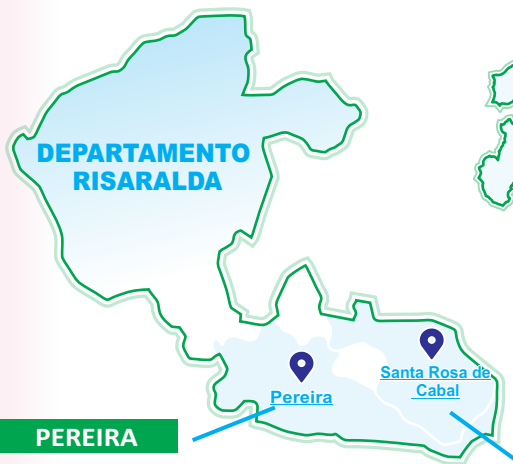 DEPARTAMENTO
RISARALDA
Santa Rosa de
Cabal
Pereira
PEREIRA